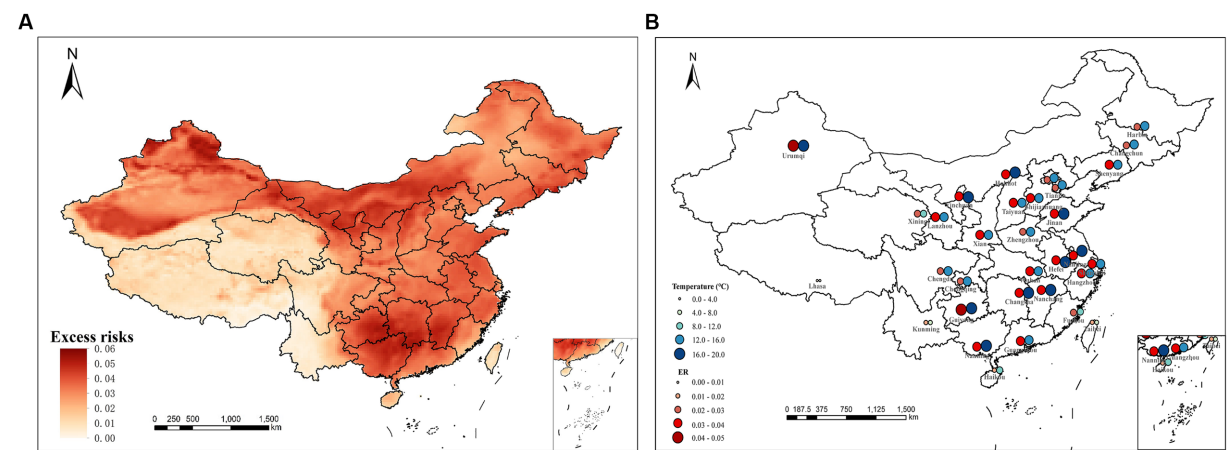 A
N
Excess risks
0. 06
0. 05
0. 04
0. 03
0. 02
0. 01
0. 00
0 250 500 1,000 1,500
km
B
N
Harbin
Changchun
Shenyang
Urumqi
Hohhot
Tianjin
Yinchuan
Taiyuan
Shijiazhuang
Jinan
Xining
Lanzhou
Xian
Zhengzhou
Hefei
Chengdu
Chongqing
Hangzhou
Lhasa
Changsha
Nanchang
Guiyang
Fuzhou
Kunming
Taibei
Nanning
Guangzhou
Haikou
Temperature (°C)
0.0 - 4.0
4.0 - 8.0
8.0 - 12.0
12.0 - 16.0
16.0 - 20.0
ER
0.00 - 0.01
0.01 - 0.02
0.02 - 0.03
0.03 - 0.04
0.04 - 0.05
0 187.5 375 750 1,125 1,500
km
Nanning
Guangzhou
Haikou